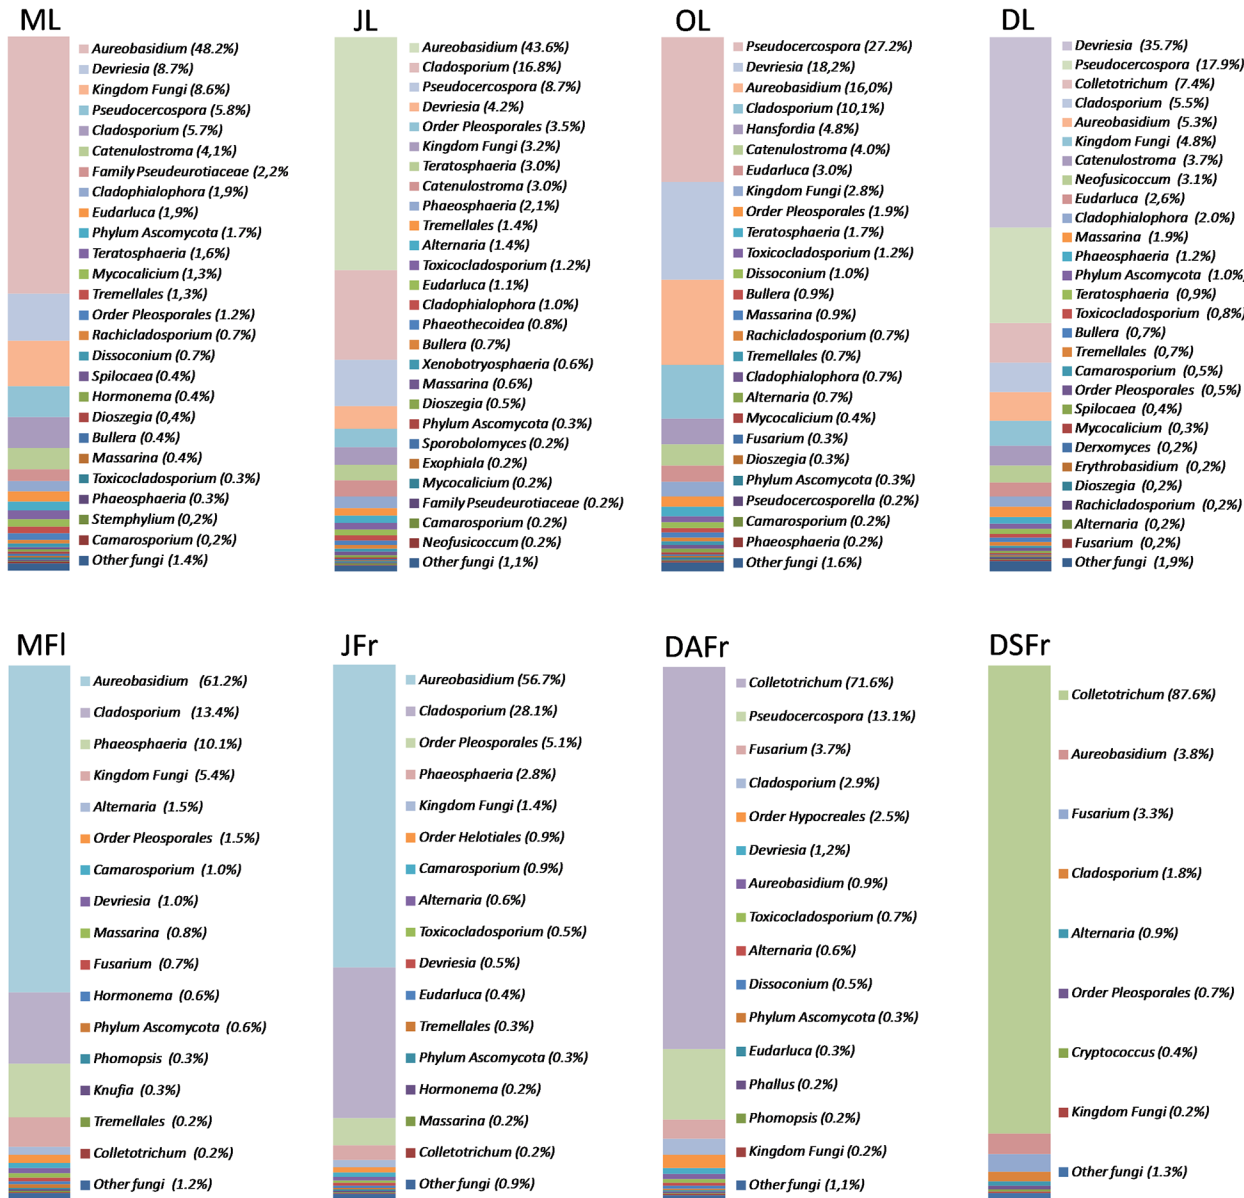 ML
Aureobasidium (48.2%)
Devriesia (8.7%)
Kingdom Fungi (8.6%)
Pseudocercospora (5.8%)
Cladosporium (5.7%)
Catenulostroma (4,1%)
Family Pseudeurotiaceae (2,2%
Cladophialophora (1,9%)
Eudarluca (1,9%)
Phylum Ascomycota (1.7%)
Teratosphaeria (1,6%)
Mycocalicium (1,3%)
Tremellales (1,3%)
Order Pleosporales (1.2%)
Rachicladosporium (0.7%)
Dissoconium (0.7%)
Spilocaea (0.4%)
Hormonema (0.4%)
Dioszegia (0,4%)
Bullera (0.4%)
Massarina (0.4%)
Toxicocladosporium (0.3%)
Phaeosphaeria (0.3%)
Stemphylium (0,2%)
Camarosporium (0,2%)
Other fungi (1.4%)
JL
Aureobasidium (43.6%)
Cladosporium (16.8%)
Pseudocercospora (8.7%)
Devriesia (4.2%)
Order Pleosporales (3.5%)
Kingdom Fungi (3.2%)
Teratosphaeria (3.0%)
Catenulostroma (3.0%)
Phaeosphaeria (2,1%)
Tremellales (1.4%)
Alternaria (1.4%)
Toxicocladosporium (1.2%)
Eudarluca (1.1%)
Cladophialophora (1.0%)
Phaeothecoidea (0.8%)
Bullera (0.7%)
Xenobotryosphaeria (0.6%)
Massarina (0.6%)
Dioszegia (0.5%)
Phylum Ascomycota (0.3%)
Sporobolomyces (0.2%)
Exophiala (0.2%)
Mycocalicium (0.2%)
Family Pseudeurotiaceae (0.2%)
Camarosporium (0.2%)
Neofusicoccum (0.2%)
Other fungi (1,1%)
OL
Pseudocercospora (27.2%)
Devriesia (18,2%)
Aureobasidium (16,0%)
Cladosporium (10,1%)
Hansfordia (4.8%)
Catenulostroma (4.0%)
Eudarluca (3.0%)
Kingdom Fungi (2.8%)
Order Pleosporales (1.9%)
Teratosphaeria (1.7%)
Toxicocladosporium (1.2%)
Dissoconium (1.0%)
Bullera (0.9%)
Massarina (0.9%)
Rachicladosporium (0.7%)
Tremellales (0.7%)
Cladophialophora (0.7%)
Alternaria (0.7%)
Mycocalicium (0.4%)
Fusarium (0.3%)
Dioszegia (0.3%)
Phylum Ascomycota (0.3%)
Pseudocercosporella (0.2%)
Camarosporium (0.2%)
Phaeosphaeria (0.2%)
Other fungi (1.6%)
DL
Devriesia (35.7%)
Pseudocercospora (17.9%)
Colletotrichum (7.4%)
Cladosporium (5.5%)
Aureobasidium (5.3%)
Kingdom Fungi (4.8%)
Catenulostroma (3.7%)
Neofusicoccum (3.1%)
Eudarluca (2,6%)
Cladophialophora (2.0%)
Massarina (1.9%)
Phaeosphaeria (1.2%)
Phylum Ascomycota (1.0%)
Teratosphaeria (0,9%)
Toxicocladosporium (0,8%)
Bullera (0,7%)
Tremellales (0,7%)
Camarosporium (0,5%)
Order Pleosporales (0,5%)
Spilocaea (0,4%)
Mycocalicium (0,3%)
Derxomyces (0,2%)
Erythrobasidium (0,2%)
Dioszegia (0,2%)
Rachicladosporium (0,2%)
Alternaria (0,2%)
Fusarium (0,2%)
Other fungi (1,9%)
MFl
Aureobasidium (61.2%)
Cladosporium (13.4%)
Phaeosphaeria (10.1%)
Kingdom Fungi (5.4%)
Alternaria (1.5%)
Order Pleosporales (1.5%)
Camarosporium (1.0%)
Devriesia (1.0%)
Massarina (0.8%)
Fusarium (0.7%)
Hormonema (0.6%)
Phylum Ascomycota (0.6%)
Phomopsis (0.3%)
Knufia (0.3%)
Tremellales (0.2%)
Colletotrichum (0.2%)
Other fungi (1.2%)
JFr
Aureobasidium (56.7%)
Cladosporium (28.1%)
Order Pleosporales (5.1%)
Phaeosphaeria (2.8%)
Kingdom Fungi (1.4%)
Order Helotiales (0.9%)
Camarosporium (0.9%)
Alternaria (0.6%)
Toxicocladosporium (0.5%)
Devriesia (0.5%)
Eudarluca (0.4%)
Tremellales (0.3%)
Phylum Ascomycota (0.3%)
Hormonema (0.2%)
Massarina (0.2%)
Colletotrichum (0.2%)
Other fungi (0.9%)
DAFr
Colletotrichum (71.6%)
Pseudocercospora (13.1%)
Fusarium (3.7%)
Cladosporium (2.9%)
Order Hypocreales (2.5%)
Devriesia (1,2%)
Aureobasidium (0.9%)
Toxicocladosporium (0.7%)
Alternaria (0.6%)
Dissoconium (0.5%)
Phylum Ascomycota (0.3%)
Eudarluca (0.3%)
Phallus (0.2%)
Phomopsis (0.2%)
Kingdom Fungi (0.2%)
Other fungi (1,1%)
DSFr
Colletotrichum (87.6%)
Aureobasidium (3.8%)
Fusarium (3.3%)
Cladosporium (1.8%)
Alternaria (0.9%)
Order Pleosporales (0.7%)
Cryptococcus (0.4%)
Kingdom Fungi (0.2%)
Other fungi (1.3%)